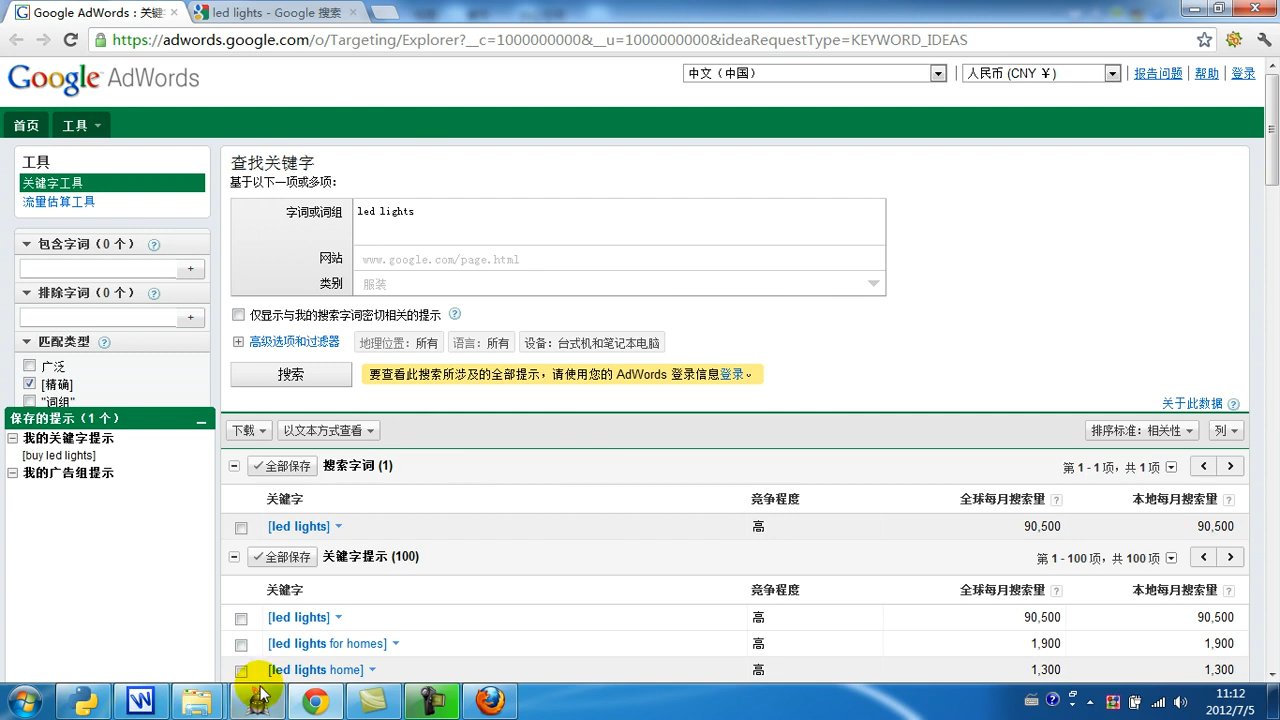 Google AdWords : 关键
led lights - Google 搜索
https://adwords.google.com/o/Targeting/Explorer?__c=1000000000&__u=1000000000&ideaRequestType=KEYWORD_IDEAS
Google AdWords
中文（中国）
人民币 (CNY ¥)
报告问题
帮助
登录
首页
工具
工具
关键字工具
流量估算工具
包含字词（0 个）
排除字词（0 个）
匹配类型
广泛
[精确]
"词组"
保存的提示（1 个）
我的关键字提示
[buy led lights]
我的广告组提示
查找关键字
基于以下一项或多项:
字词或词组
led lights
网站
www.google.com/page.html
类别
服装
仅显示与我的搜索字词密切相关的提示
高级选项和过滤器
地理位置：所有
语言：所有
设备：台式机和笔记本电脑
搜索
要查看此搜索所涉及的全部提示，请使用您的 AdWords 登录信息登录。
关于此数据
下载
以文本方式查看
排序标准：相关性
列
全部保存 搜索字词 (1)
第 1 - 1 项，共 1 项
关键字 竞争程度 全球每月搜索量 本地每月搜索量
[led lights] 高 90,500 90,500
全部保存 关键字提示 (100)
第 1 - 100 项，共 100 项
关键字 竞争程度 全球每月搜索量 本地每月搜索量
[led lights] 高 90,500 90,500
[led lights for homes] 高 1,900 1,900
[led lights home] 高 1,300 1,300
11:12
2012/7/5